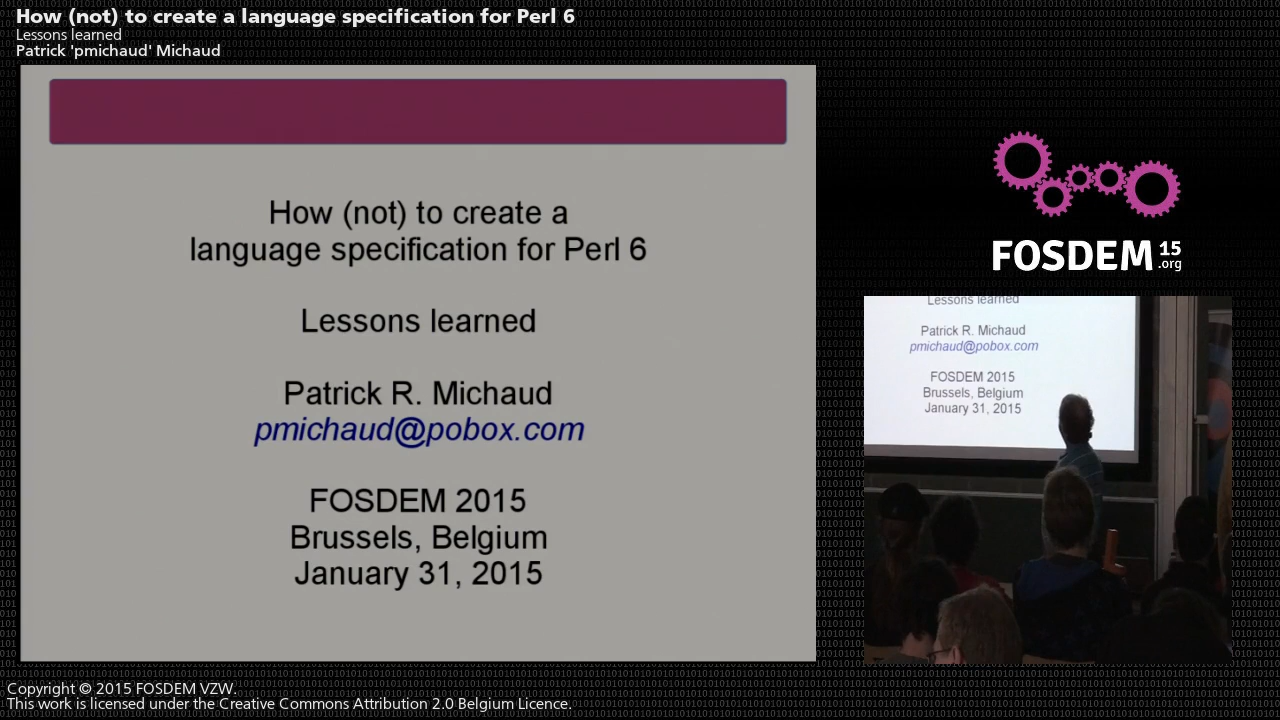 How (not) to create a language specification for Perl 6
Lessons learned
Patrick 'pmichaud' Michaud
How (not) to create a
language specification for Perl 6
Lessons learned
Patrick R. Michaud
pmichaud@pobox.com
FOSDEM 2015
Brussels, Belgium
January 31, 2015
FOSDEM 15
.org
Lessons learned
Patrick R. Michaud
pmichaud@pobox.com
FOSDEM 2015
Brussels, Belgium
January 31, 2015
Copyright © 2015 FOSDEM VZW.
This work is licensed under the Creative Commons Attribution 2.0 Belgium Licence.